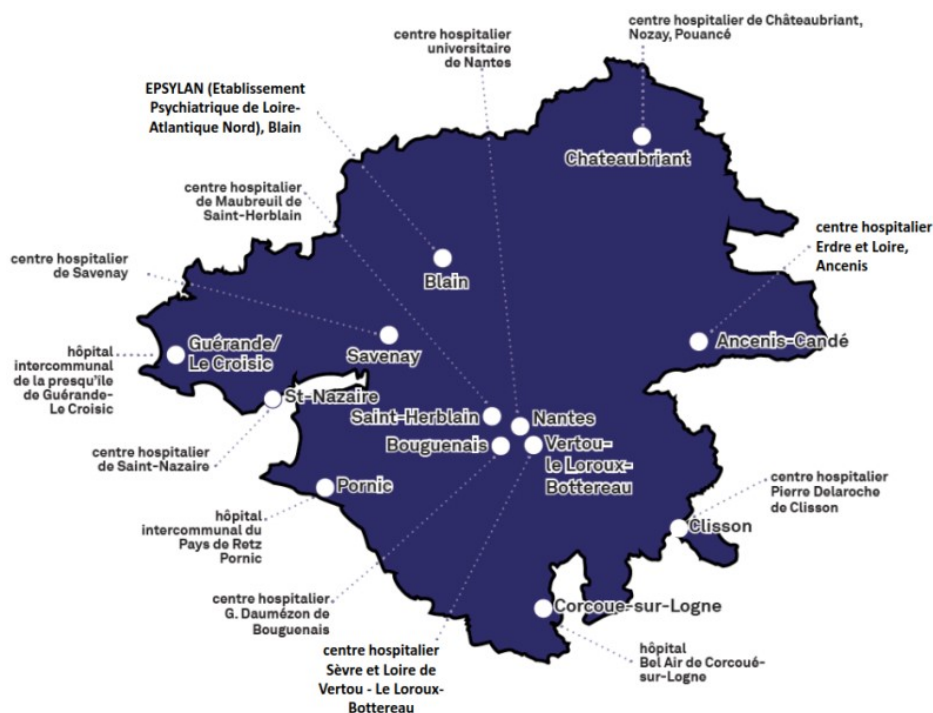 centre hospitalier
universitaire
de Nantes
centre hospitalier de Châteaubriant,
Nozay, Pouancé
EPSYLAN (Etablissement
Psychiatrique de Loire-
Atlantique Nord), Blain
Chateaubriant
centre hospitalier
de Maubreuil de
Saint-Herblain
centre hospitalier
Erdre et Loire,
Ancenis
centre hospitalier
de Savenay
Blain
Guérande/
Le Croisic
Savenay
Ancenis-Candé
hôpital
intercommunal
de la presqu'île
de Guérande-
Le Croisic
St-Nazaire
Saint-Herblain
Nantes
Bouguenais
Vertou-
le Loroux-
Bottereau
centre hospitalier
de Saint-Nazaire
Pornic
centre hospitalier
Pierre Delaroche
de Clisson
hôpital
intercommunal du
Pays de Retz
Pornic
Clisson
centre hospitalier
G. Daumézon de
Bouguenais
Corcoue-sur-Logne
centre hospitalier
Sèvre et Loire de
Vertou - Le Loroux-
Bottereau
hôpital
Bel Air de Corcoué-
sur-Logne